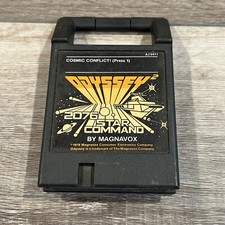 COSMIC CONFLICT! (Press 1)
AC9411
ODYSSEY²
2076
STAR
COMMAND
BY MAGNAVOX
©1978 Magnavox Consumer Electronics Company
Odyssey is a trademark of The Magnavox Company.